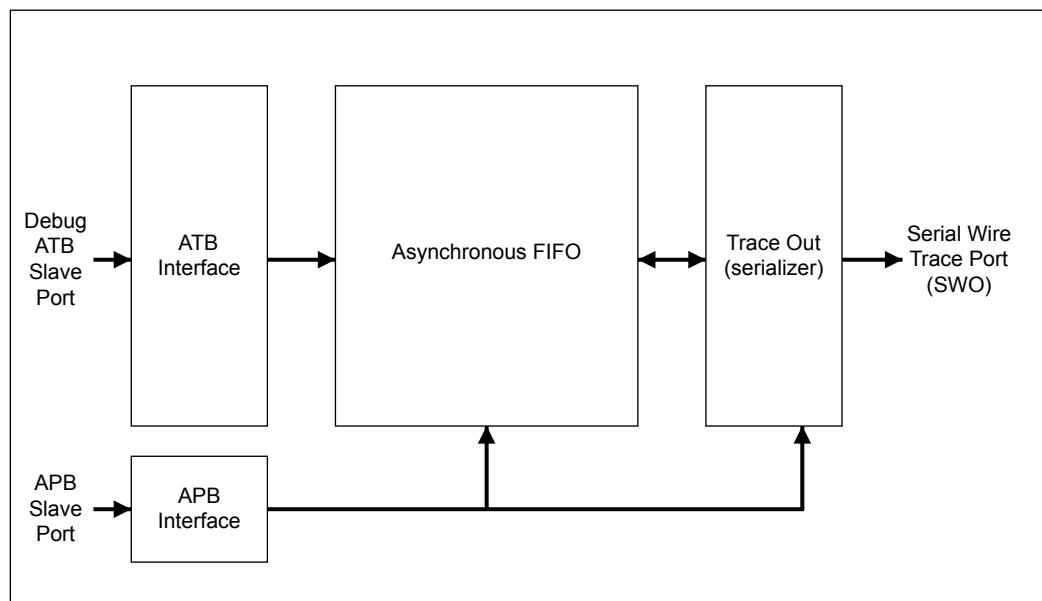 Debug
ATB
Slave
Port
ATB
Interface
Asynchronous FIFO
Trace Out
(serializer)
Serial Wire
Trace Port
(SWO)
APB
Slave
Port
APB
Interface